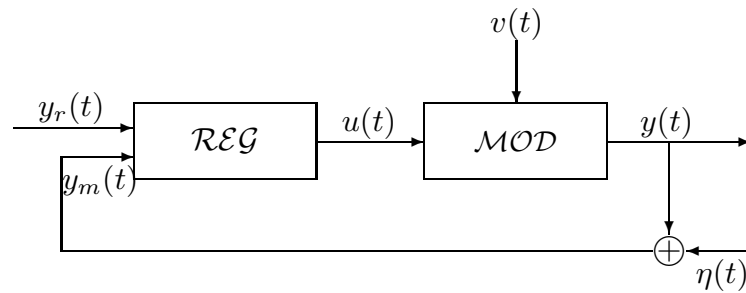 v(t)
y_r(t)
REG
u(t)
MOD
y(t)
y_m(t)
η(t)